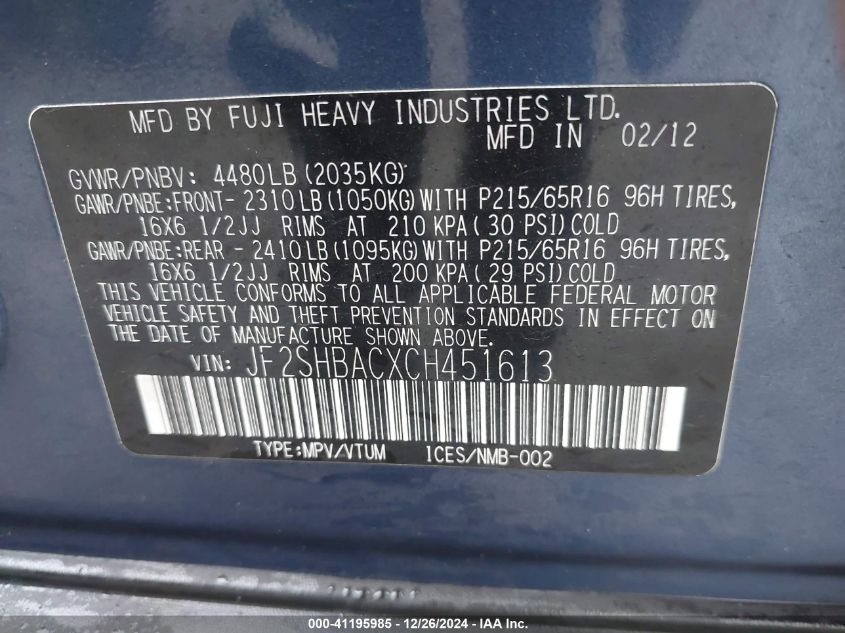 MFD BY FUJI HEAVY INDUSTRIES LTD.
MFD IN 02/12
GVWR/PNBV: 4480LB (2035KG)
GAWR/PNBE:FRONT- 2310LB(1050KG)WITH P215/65R16 96H TIRES,
16X6 1/2JJ RIMS AT 210 KPA( 30 PSI)COLD
GAWR/PNBE:REAR - 2410LB(1095KG)WITH P215/65R16 96H TIRES,
16X6 1/2JJ RIMS AT 200 KPA( 29 PSI)COLD
THIS VEHICLE CONFORMS TO ALL APPLICABLE FEDERAL MOTOR
VEHICLE SAFETY AND THEFT PREVENTION STANDARDS IN EFFECT ON
THE DATE OF MANUFACTURE SHOWN ABOVE.
VIN: JF2SHBACXCH451613
TYPE:MPV/VTUM ICES/NMB-002
000-41195985 - 12/26/2024 - IAA Inc.